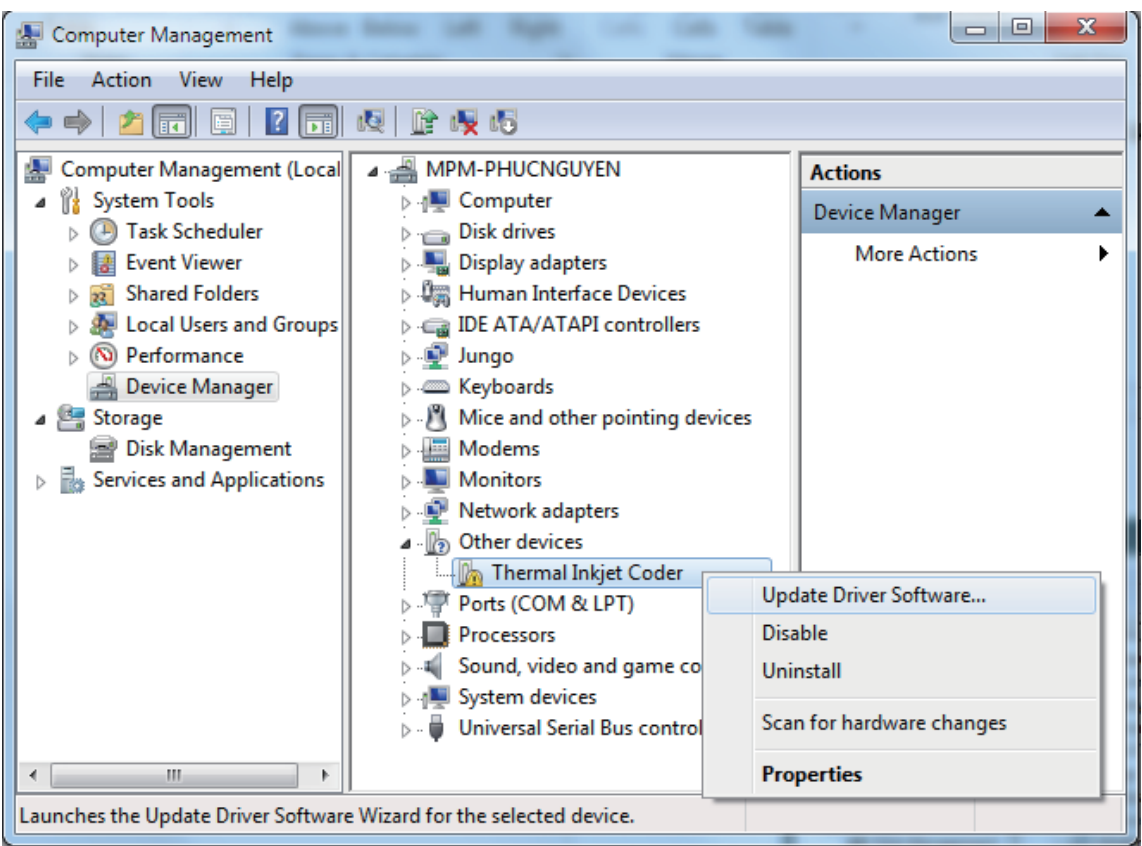 Computer Management
File Action View Help
Computer Management (Local
System Tools
Task Scheduler
Event Viewer
Shared Folders
Local Users and Groups
Performance
Device Manager
Storage
Disk Management
Services and Applications
MPM-PHUCNGUYEN
Computer
Disk drives
Display adapters
Human Interface Devices
IDE ATA/ATAPI controllers
Jungo
Keyboards
Mice and other pointing devices
Modems
Monitors
Network adapters
Other devices
Thermal Inkjet Coder
Ports (COM & LPT)
Processors
Sound, video and game co
System devices
Universal Serial Bus control
Actions
Device Manager
More Actions
Update Driver Software...
Disable
Uninstall
Scan for hardware changes
Properties
Launches the Update Driver Software Wizard for the selected device.